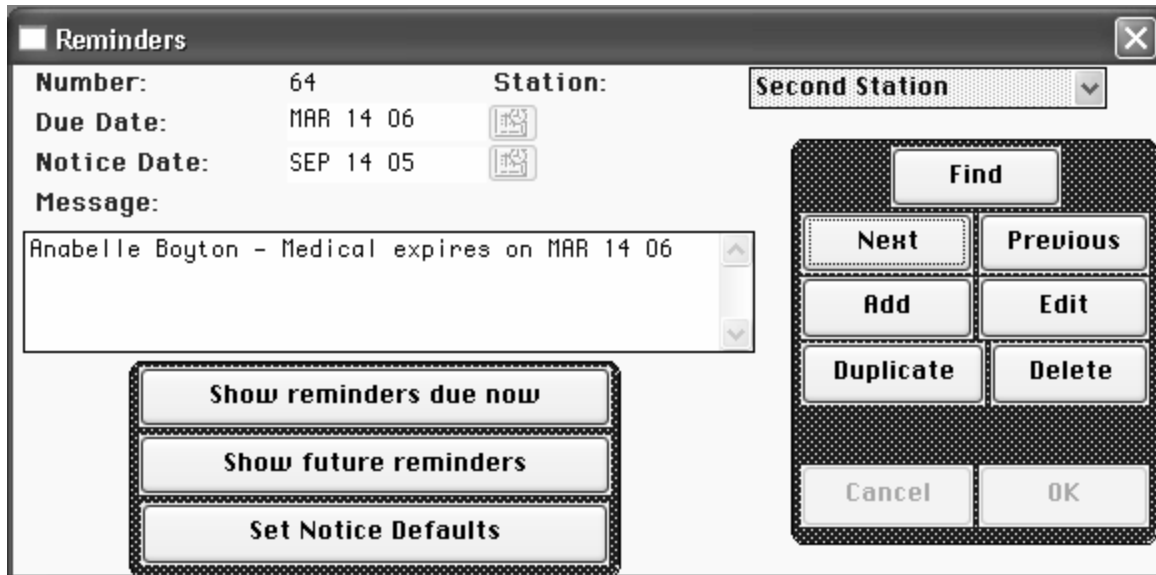 Reminders
Number: 64 Station: Second Station
Due Date: MAR 14 06
Notice Date: SEP 14 05
Message:
Anabelle Boyton - Medical expires on MAR 14 06
Show reminders due now
Show future reminders
Set Notice Defaults
Find
Next Previous
Add Edit
Duplicate Delete
Cancel OK